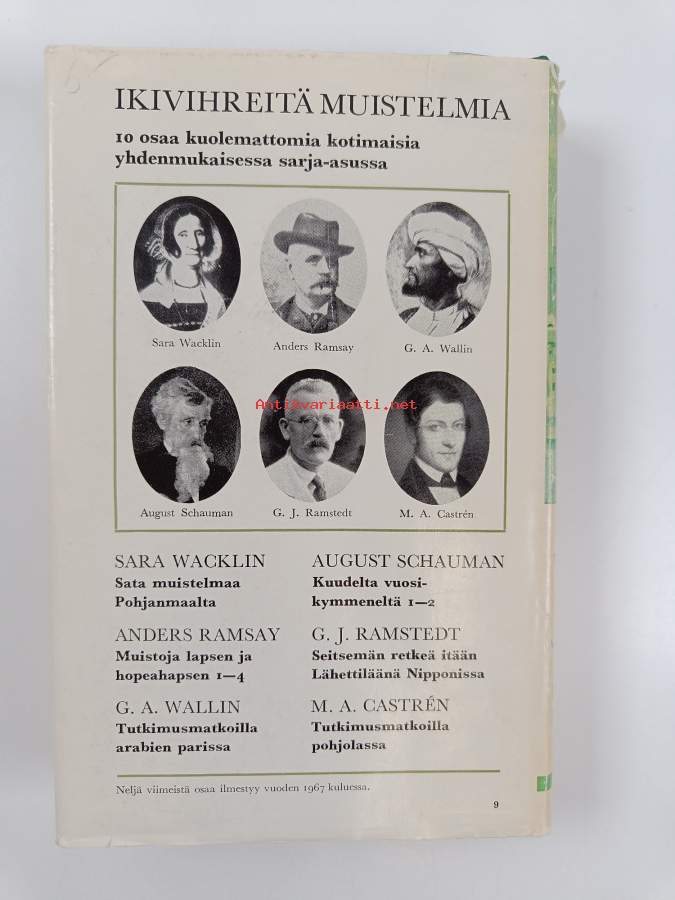 IKIVIHREITÄ MUISTELMIA
10 osaa kuolemattomia kotimaisia
yhdenmukaisessa sarja-asussa
Sara Wacklin
Anders Ramsay
G. A. Wallin
Antikvariaatti.net
August Schauman
G. J. Ramstedt
M. A. Castrén
SARA WACKLIN
Sata muistelmaa
Pohjanmaalta
AUGUST SCHAUMAN
Kuudelta vuosi-
kymmeneltä 1—2
ANDERS RAMSAY
Muistoja lapsen ja
hopeahapsen 1—4
G. J. RAMSTEDT
Seitsemän retkeä itään
Lähettiläänä Nipponissa
G. A. WALLIN
Tutkimusmatkoilla
arabien parissa
M. A. CASTRÉN
Tutkimusmatkoilla
pohjolassa
Neljä viimeistä osaa ilmestyy vuoden 1967 kuluessa.
9